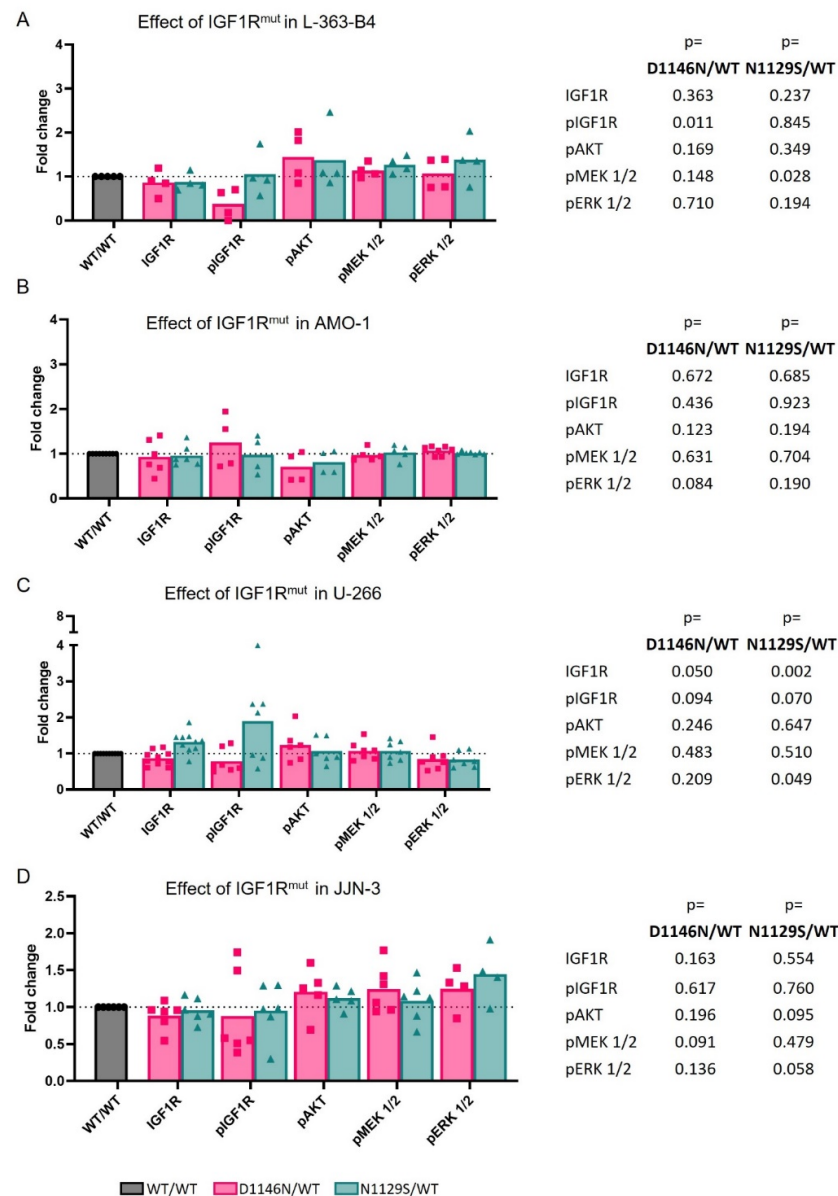 A
Effect of IGF1Rᵐᵘᵗ in L-363-B4
Fold change
4
3
2
1
0
WT/WT
IGF1R
pIGF1R
pAKT
pMEK 1/2
pERK 1/2
p= p=
D1146N/WT N1129S/WT
IGF1R 0.363 0.237
pIGF1R 0.011 0.845
pAKT 0.169 0.349
pMEK 1/2 0.148 0.028
pERK 1/2 0.710 0.194
B
Effect of IGF1Rᵐᵘᵗ in AMO-1
Fold change
4
3
2
1
0
WT/WT
IGF1R
pIGF1R
pAKT
pMEK 1/2
pERK 1/2
p= p=
D1146N/WT N1129S/WT
IGF1R 0.672 0.685
pIGF1R 0.436 0.923
pAKT 0.123 0.194
pMEK 1/2 0.631 0.704
pERK 1/2 0.084 0.190
C
Effect of IGF1Rᵐᵘᵗ in U-266
Fold change
8
4
3
2
1
0
WT/WT
IGF1R
pIGF1R
pAKT
pMEK 1/2
pERK 1/2
p= p=
D1146N/WT N1129S/WT
IGF1R 0.050 0.002
pIGF1R 0.094 0.070
pAKT 0.246 0.647
pMEK 1/2 0.483 0.510
pERK 1/2 0.209 0.049
D
Effect of IGF1Rᵐᵘᵗ in JJN-3
Fold change
2.5
2.0
1.5
1.0
0.5
0.0
WT/WT
IGF1R
pIGF1R
pAKT
pMEK 1/2
pERK 1/2
p= p=
D1146N/WT N1129S/WT
IGF1R 0.163 0.554
pIGF1R 0.617 0.760
pAKT 0.196 0.095
pMEK 1/2 0.091 0.479
pERK 1/2 0.136 0.058
WT/WT D1146N/WT N1129S/WT